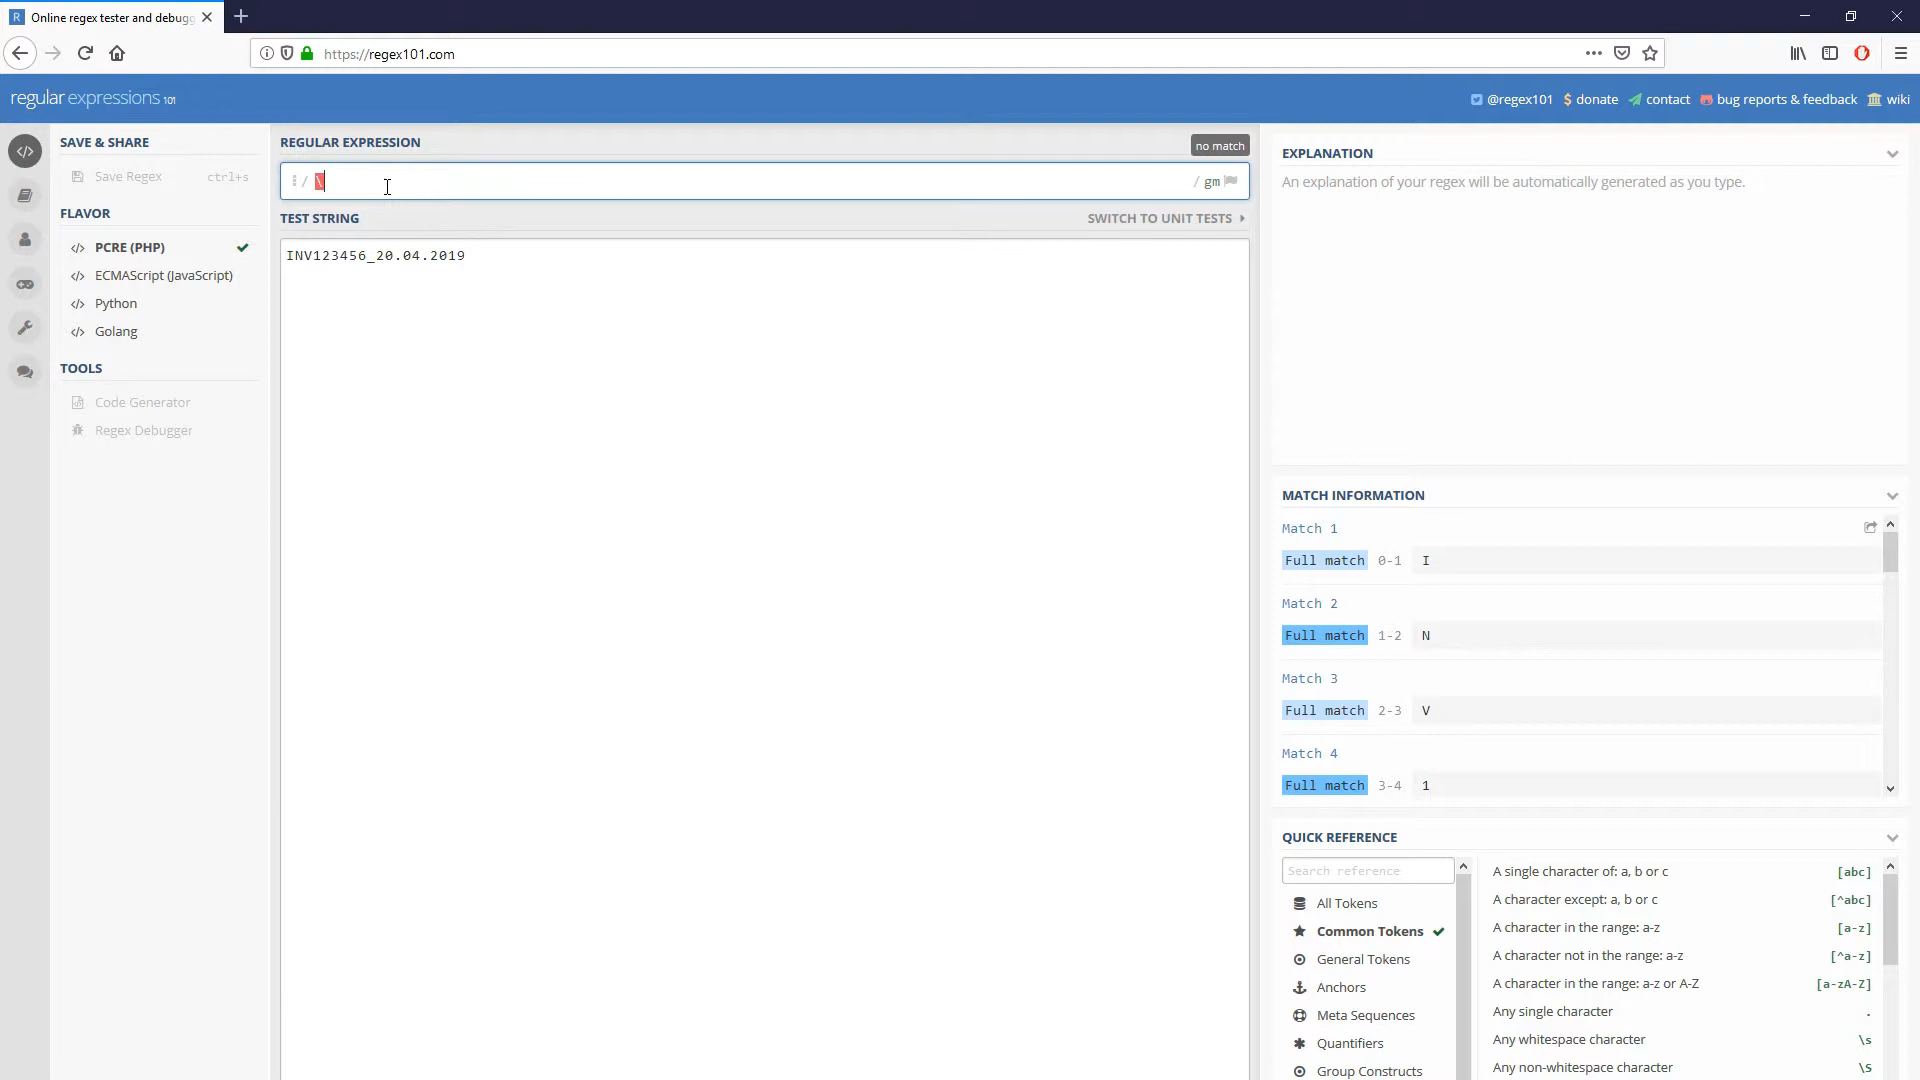 Online regex tester and debugg
https://regex101.com
regular expressions 101
@regex101
$ donate
contact
bug reports & feedback
wiki
SAVE & SHARE
Save Regex ctrl+s
FLAVOR
</> PCRE (PHP)
</> ECMAScript (JavaScript)
</> Python
</> Golang
TOOLS
Code Generator
Regex Debugger
REGULAR EXPRESSION
no match
/ \ / gm
TEST STRING
SWITCH TO UNIT TESTS
INV123456_20.04.2019
EXPLANATION
An explanation of your regex will be automatically generated as you type.
MATCH INFORMATION
Match 1
Full match 0-1 I
Match 2
Full match 1-2 N
Match 3
Full match 2-3 V
Match 4
Full match 3-4 1
QUICK REFERENCE
Search reference
All Tokens
Common Tokens
General Tokens
Anchors
Meta Sequences
Quantifiers
Group Constructs
A single character of: a, b or c [abc]
A character except: a, b or c [^abc]
A character in the range: a-z [a-z]
A character not in the range: a-z [^a-z]
A character in the range: a-z or A-Z [a-zA-Z]
Any single character .
Any whitespace character \s
Any non-whitespace character \S